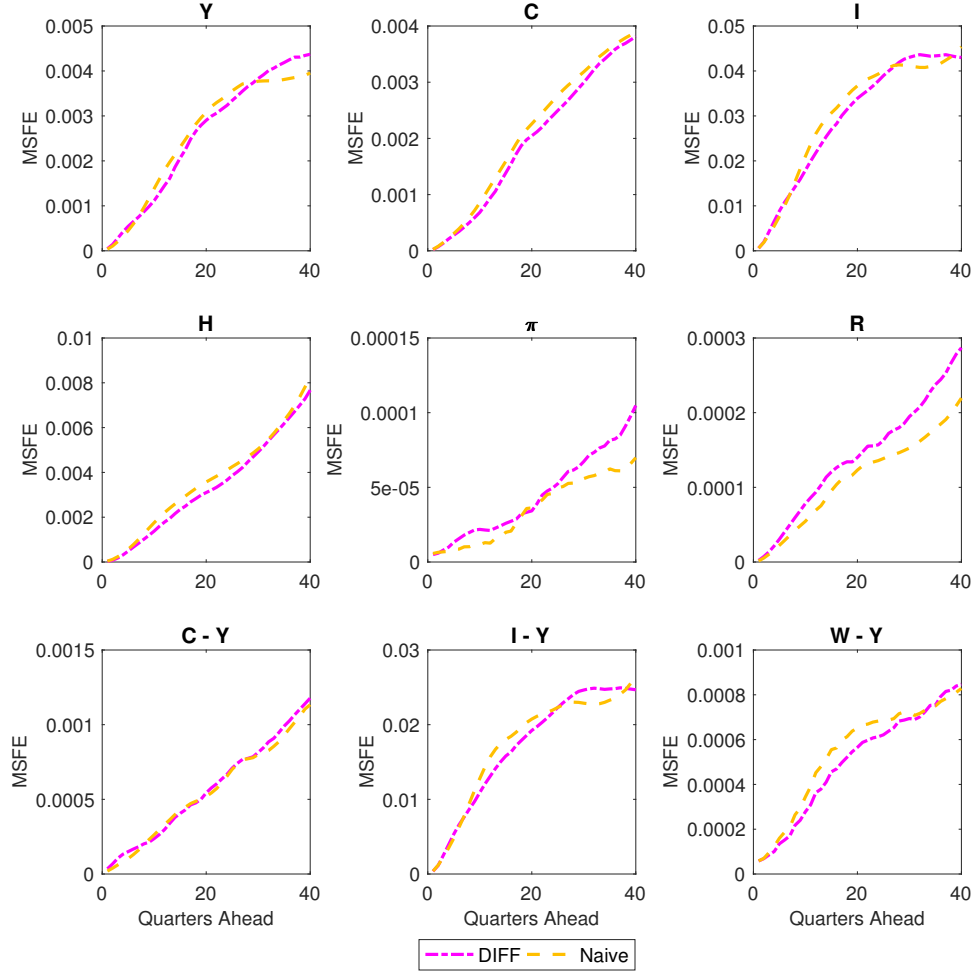 Y
C
I
MSFE
0.005
0.004
0.003
0.002
0.001
0
0
20
40
MSFE
0.004
0.003
0.002
0.001
0
0
20
40
MSFE
0.05
0.04
0.03
0.02
0.01
0
0
20
40
H
π
R
MSFE
0.01
0.008
0.006
0.004
0.002
0
0
20
40
MSFE
0.00015
0.0001
5e-05
0
0
20
40
MSFE
0.0003
0.0002
0.0001
0
0
20
40
C - Y
I - Y
W - Y
MSFE
0.0015
0.001
0.0005
0
0
20
40
Quarters Ahead
MSFE
0.03
0.02
0.01
0
0
20
40
Quarters Ahead
MSFE
0.001
0.0008
0.0006
0.0004
0.0002
0
0
20
40
Quarters Ahead
DIFF
Naive